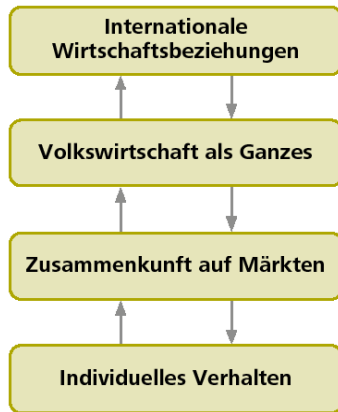 Internationale
Wirtschaftsbeziehungen
Volkswirtschaft als Ganzes
Zusammenkunft auf Märkten
Individuelles Verhalten